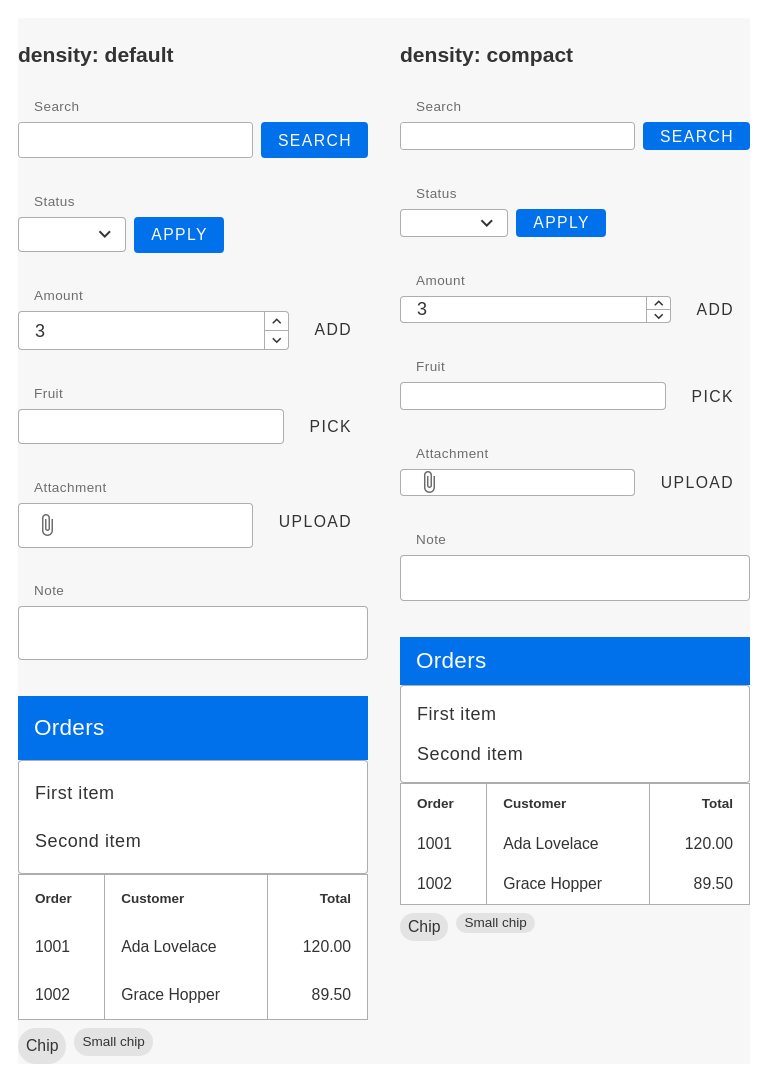 density: default
Search
SEARCH
Status
APPLY
Amount
3
ADD
Fruit
PICK
Attachment
UPLOAD
Note
Orders
First item
Second item
Order Customer Total
1001 Ada Lovelace 120.00
1002 Grace Hopper 89.50
Chip Small chip
density: compact
Search
SEARCH
Status
APPLY
Amount
3
ADD
Fruit
PICK
Attachment
UPLOAD
Note
Orders
First item
Second item
Order Customer Total
1001 Ada Lovelace 120.00
1002 Grace Hopper 89.50
Chip Small chip